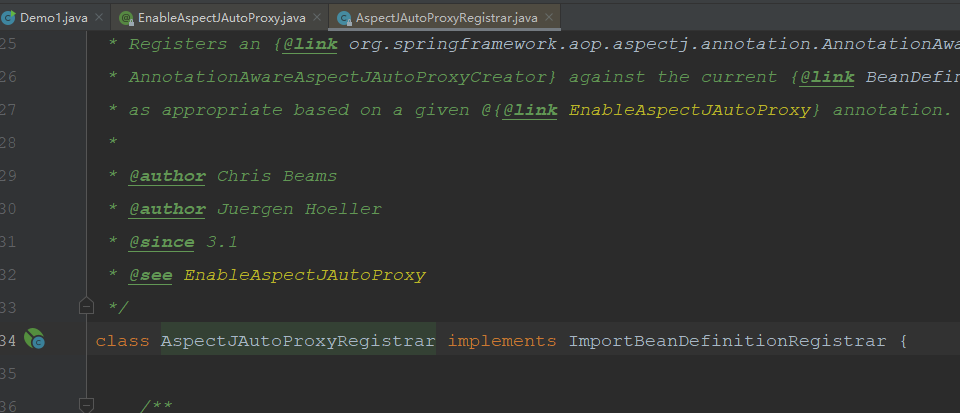 Demo1.java × EnableAspectJAutoProxy.java × AspectJAutoProxyRegistrar.java ×
25 * Registers an {@link org.springframework.aop.aspectj.annotation.AnnotationAwa
26 * AnnotationAwareAspectJAutoProxyCreator} against the current {@link BeanDefin
27 * as appropriate based on a given @{@link EnableAspectJAutoProxy} annotation.
28 *
29 * @author Chris Beams
30 * @author Juergen Hoeller
31 * @since 3.1
32 * @see EnableAspectJAutoProxy
33 */
34 class AspectJAutoProxyRegistrar implements ImportBeanDefinitionRegistrar {
35
36 /**